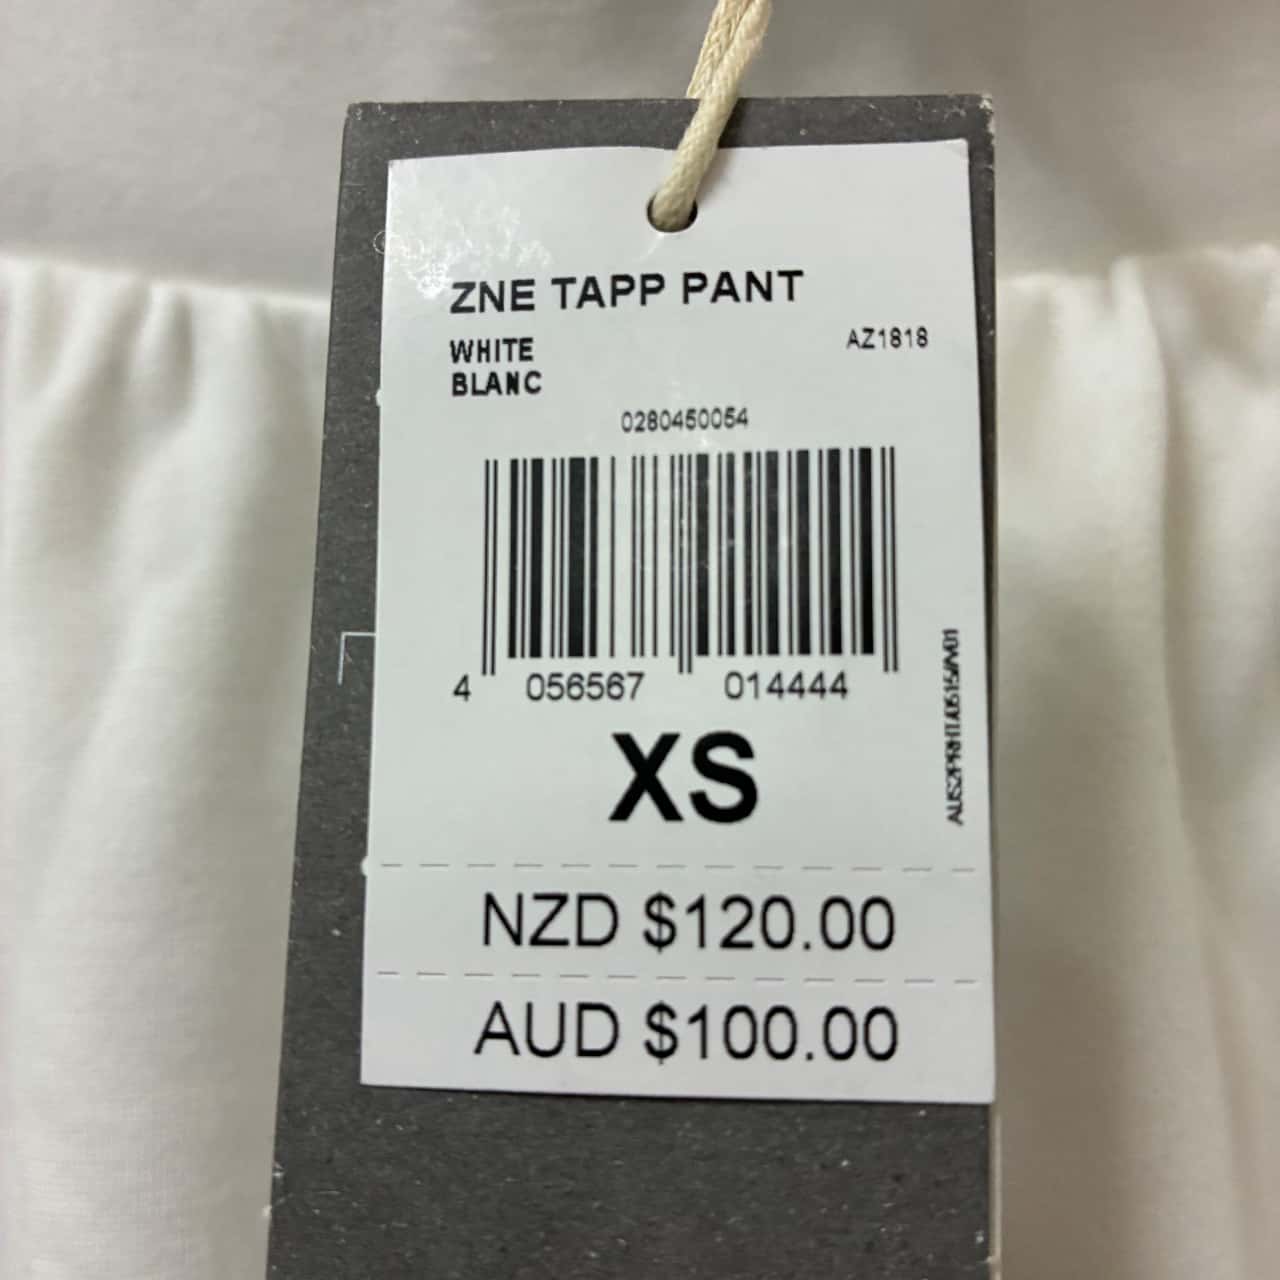 ZNE TAPP PANT
WHITE
AZ1818
BLANC
0280450054
4 056567 014444
XS
NZD $120.00
AUD $100.00